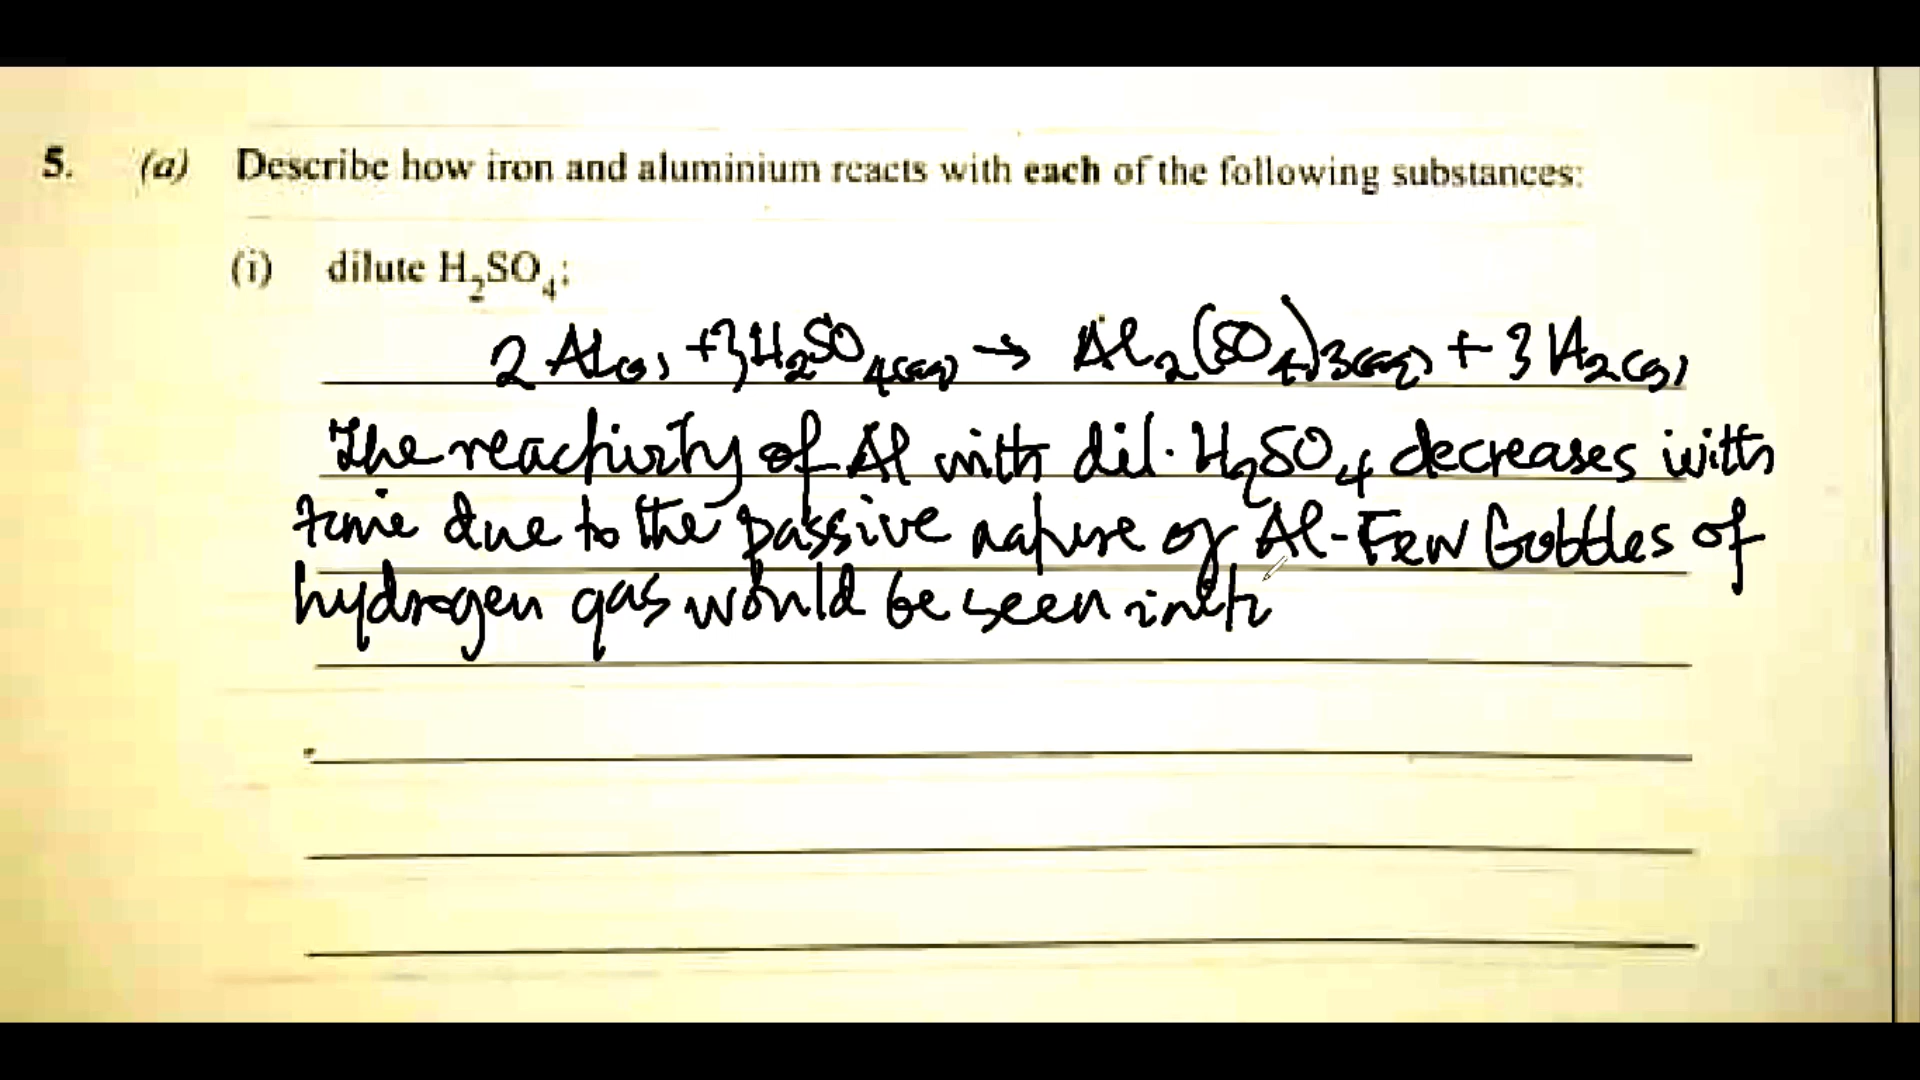 5. (a) Describe how iron and aluminium reacts with each of the following substances:
(i) dilute H₂SO₄;
2Al(s) + 3H₂SO₄(aq) → Al₂(SO₄)₃(aq) + 3H₂(g)
The reactivity of Al with dil. H₂SO₄ decreases with
time due to the passive nature of Al-Few bubbles of
hydrogen gas would be seen initi